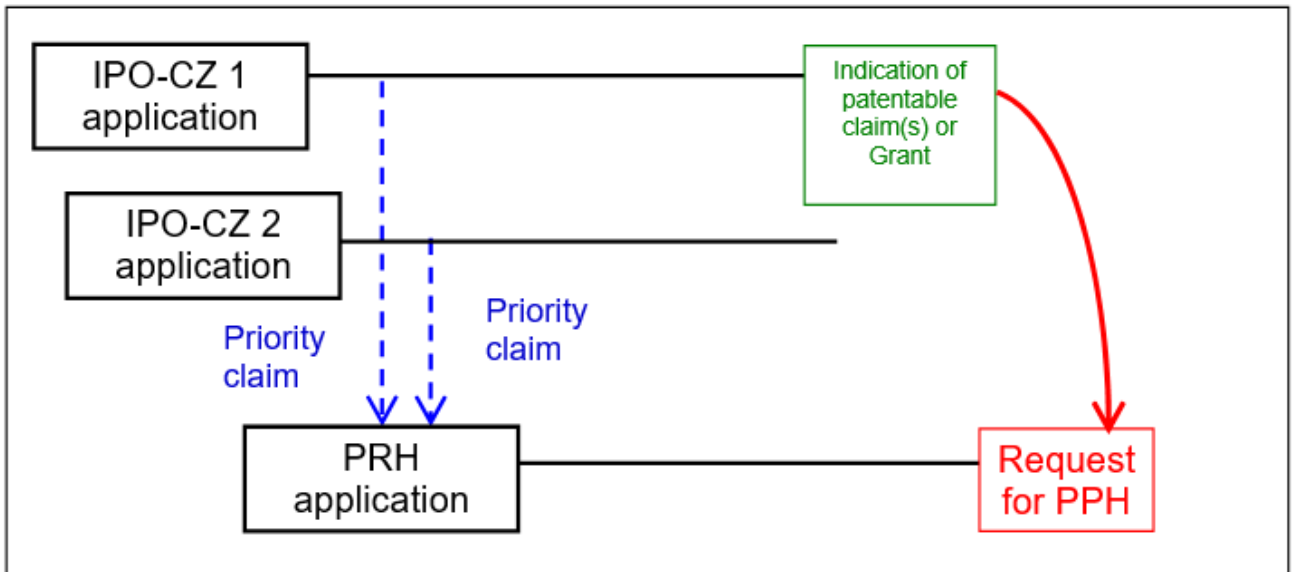 IPO-CZ 1
application
Indication of
patentable
claim(s) or
Grant
IPO-CZ 2
application
Priority
claim
Priority
claim
PRH
application
Request
for PPH